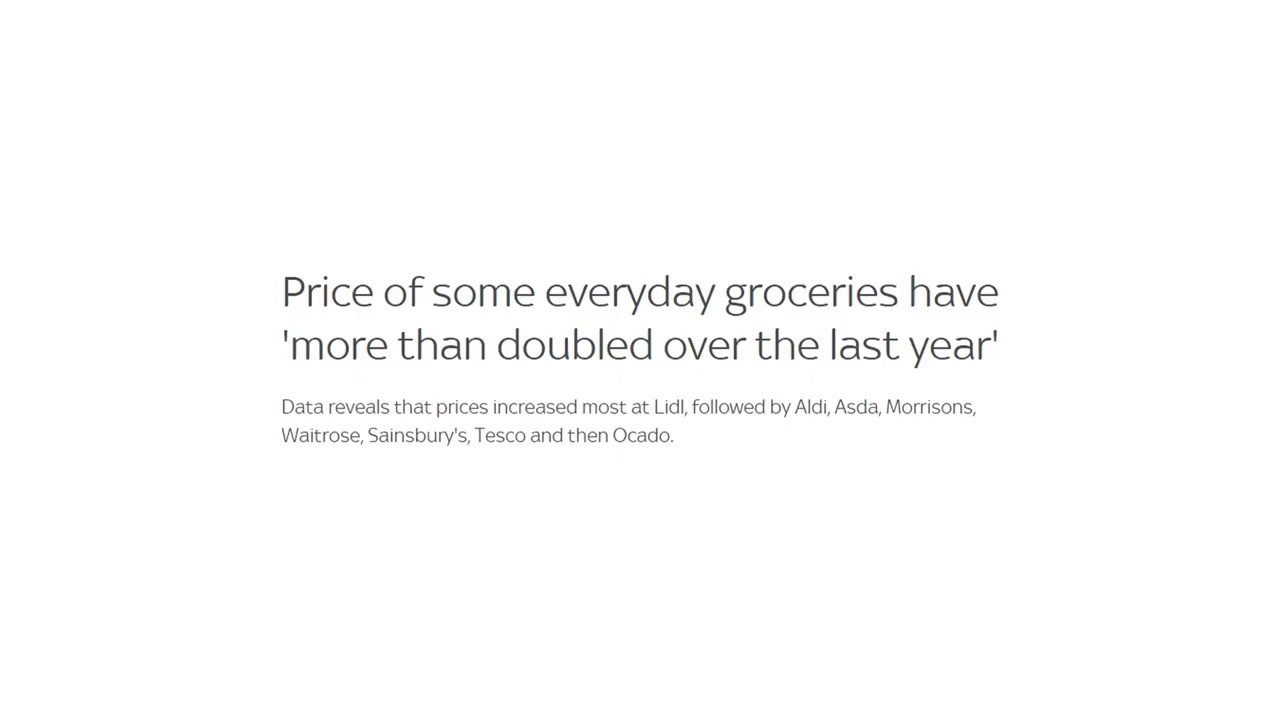 Price of some everyday groceries have
'more than doubled over the last year'
Data reveals that prices increased most at Lidl, followed by Aldi, Asda, Morrisons,
Waitrose, Sainsbury's, Tesco and then Ocado.